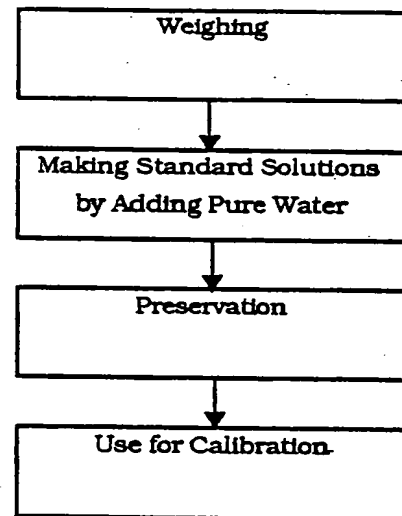 Weighing
Making Standard Solutions
by Adding Pure Water
Preservation
Use for Calibration